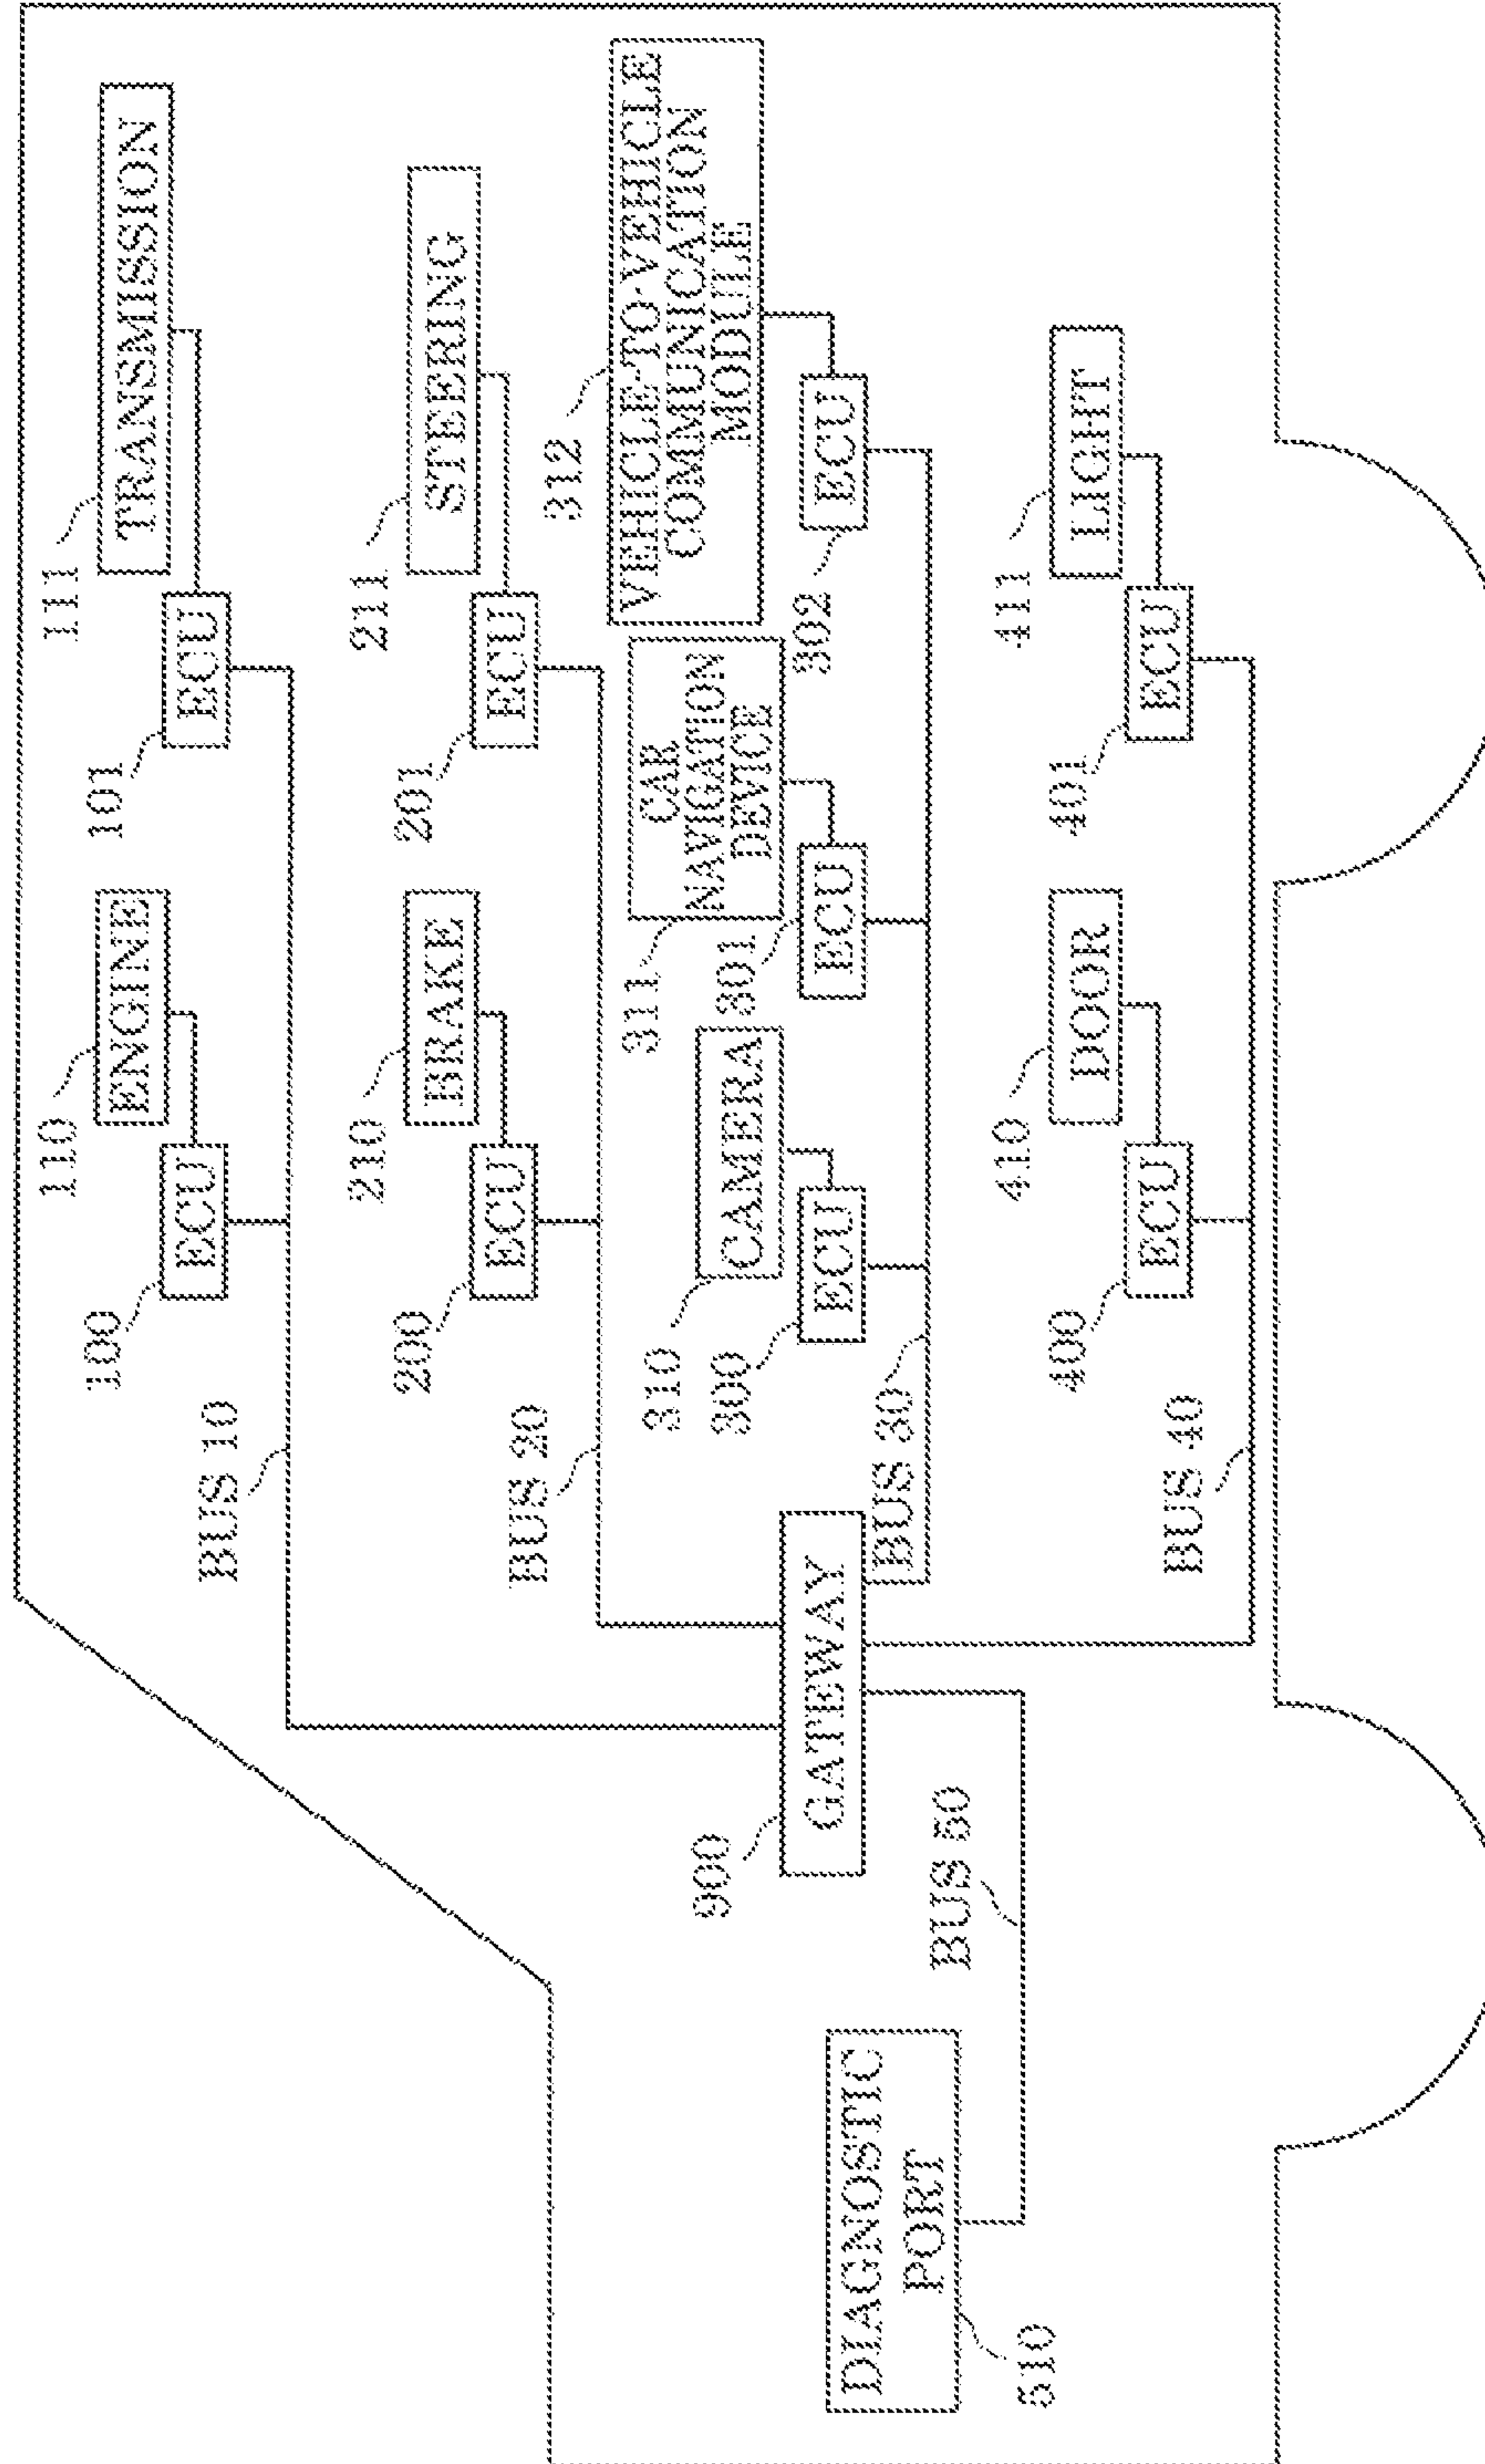 110
ENGINE
111
TRANSMISSION
100
ECU
101
ECU
BUS 10
210
BRAKE
211
STEERING
200
ECU
201
ECU
BUS 20
312
VEHICLE-TO-VEHICLE
COMMUNICATION
MODULE
311
CAR
NAVIGATION
DEVICE
310
CAMERA
300
ECU
301
ECU
302
ECU
BUS 30
900
GATEWAY
DIAGNOSTIC
PORT
510
BUS 50
410
DOOR
411
LIGHT
400
ECU
401
ECU
BUS 40